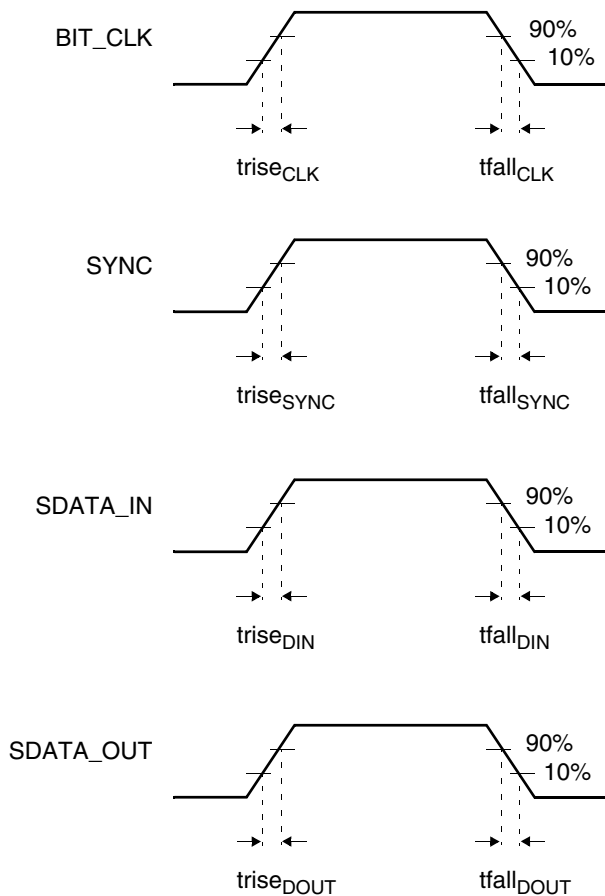 BIT_CLK
90%
10%
trise_CLK
tfall_CLK
SYNC
90%
10%
trise_SYNC
tfall_SYNC
SDATA_IN
90%
10%
trise_DIN
tfall_DIN
SDATA_OUT
90%
10%
trise_DOUT
tfall_DOUT